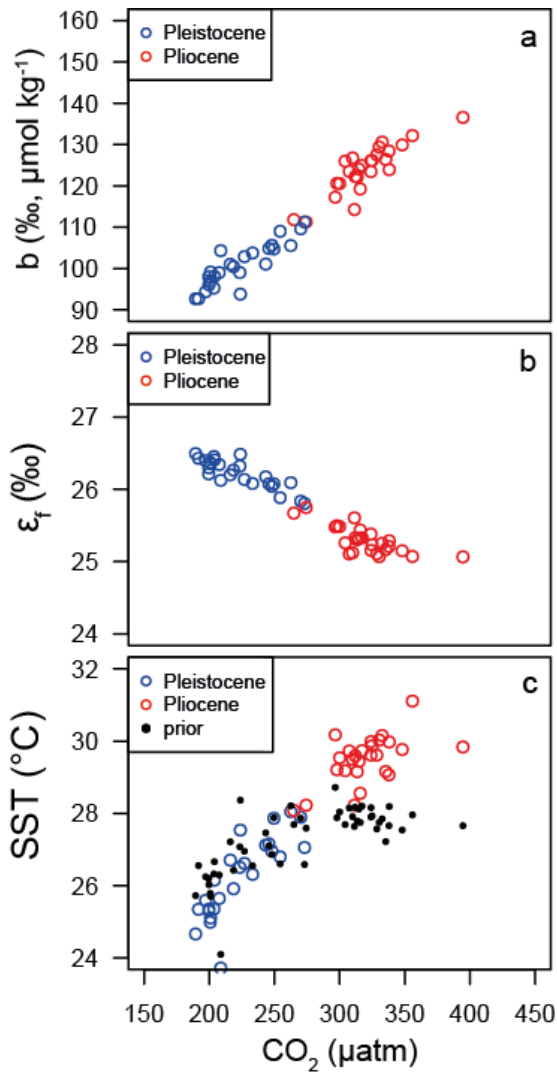 a
Pleistocene
Pliocene
160
150
140
130
120
110
100
90
b (‰, μmol kg⁻¹)
b
Pleistocene
Pliocene
28
27
26
25
24
εf (‰)
c
Pleistocene
Pliocene
prior
32
30
28
26
24
SST (°C)
150 200 250 300 350 400 450
CO₂ (μatm)